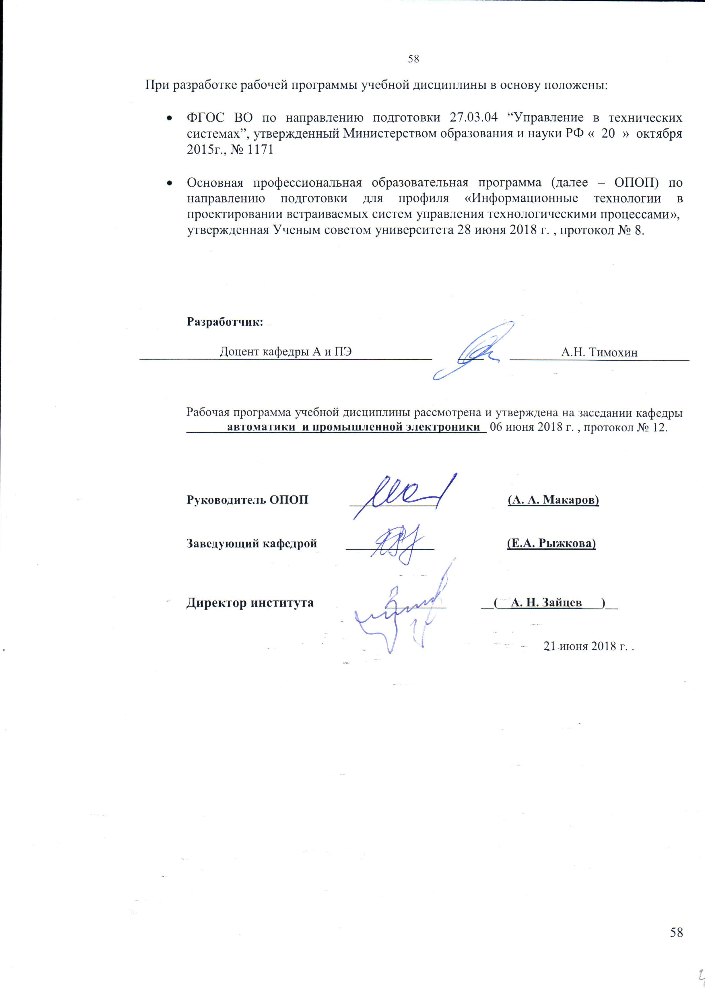 58
При разработке рабочей программы учебной дисциплины в основу положены:
• ФГОС ВО по направлению подготовки 27.03.04 “Управление в технических
системах”, утвержденный Министерством образования и науки РФ « 20 » октября
2015г., № 1171
• Основная профессиональная образовательная программа (далее – ОПОП) по
направлению подготовки для профиля «Информационные технологии в
проектировании встраиваемых систем управления технологическими процессами»,
утвержденная Ученым советом университета 28 июня 2018 г. , протокол № 8.
Разработчик:
Доцент кафедры А и ПЭ А.Н. Тимохин
Рабочая программа учебной дисциплины рассмотрена и утверждена на заседании кафедры
автоматики и промышленной электроники 06 июня 2018 г. , протокол № 12.
Руководитель ОПОП (А. А. Макаров)
Заведующий кафедрой (Е.А. Рыжкова)
Директор института __(__А. Н. Зайцев___)__
21 июня 2018 г. .
58